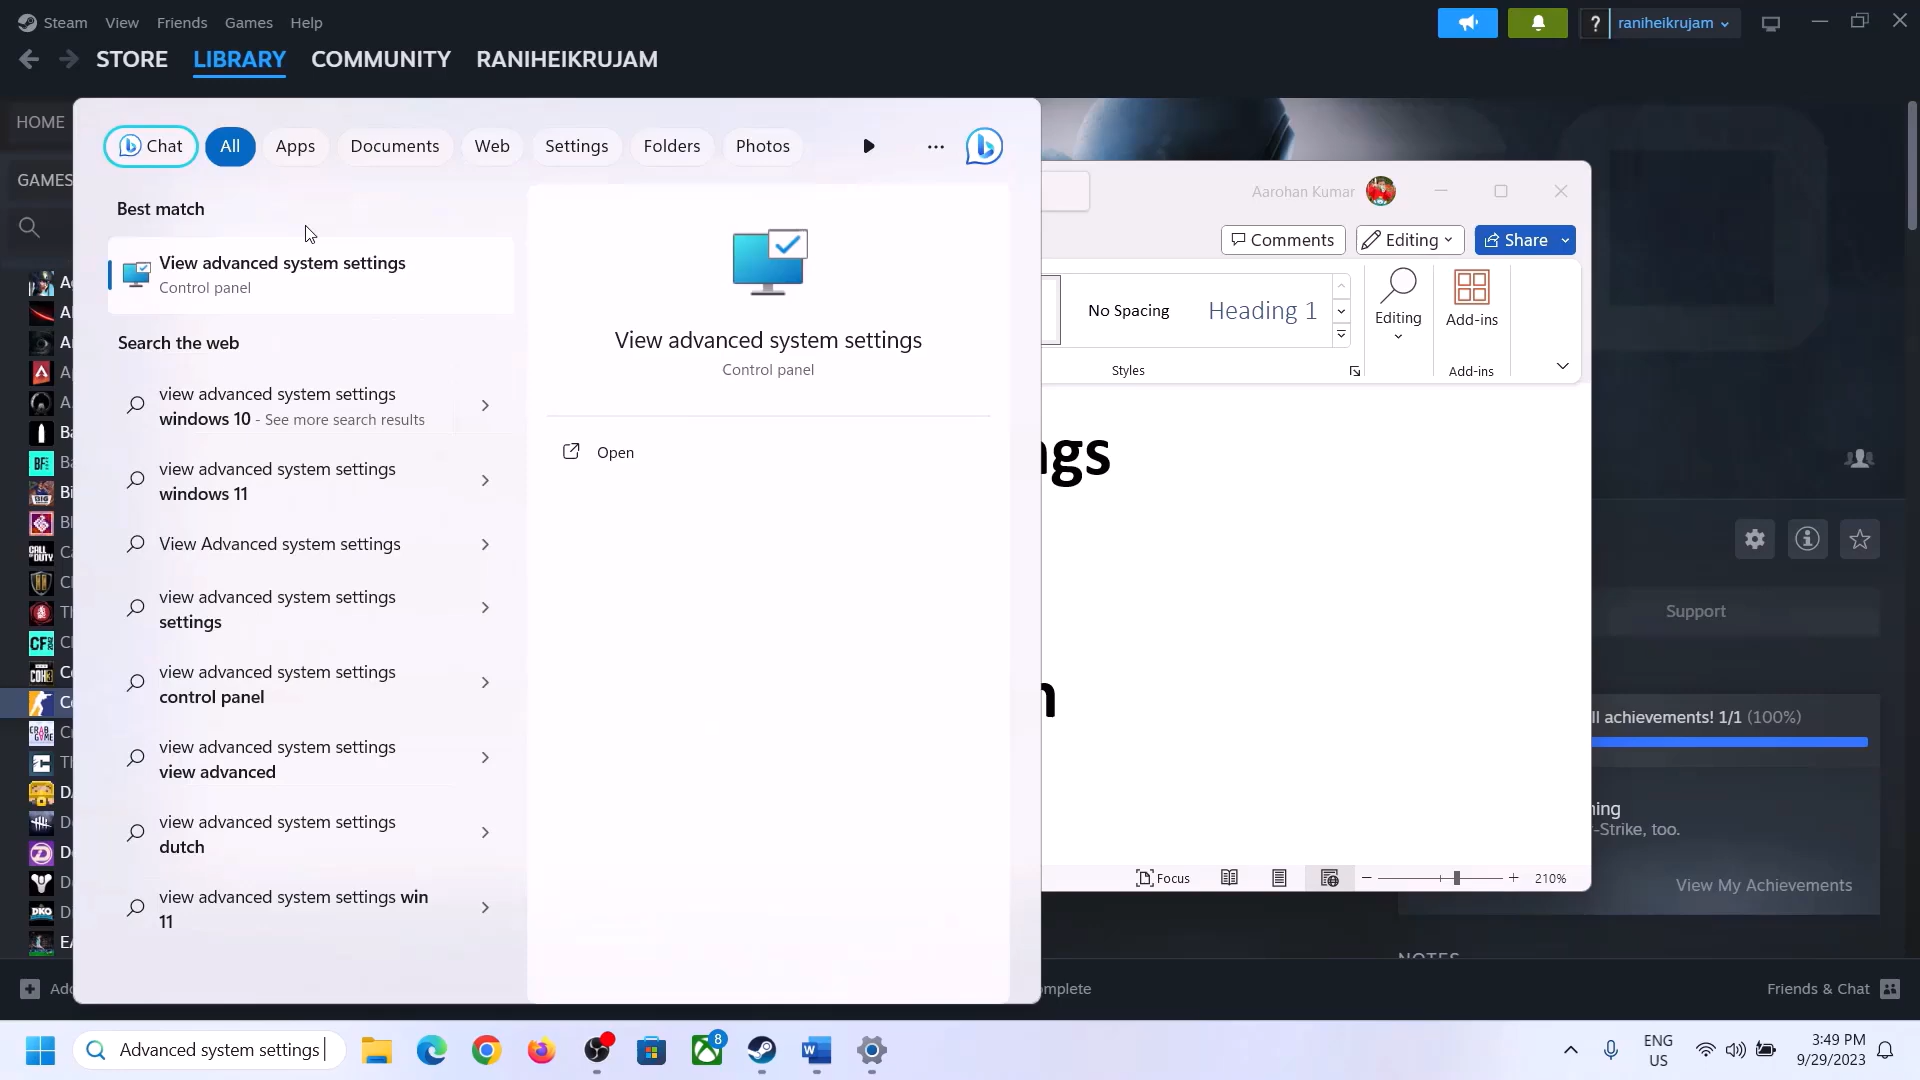 Steam View Friends Games Help
raniheikrujam
STORE LIBRARY COMMUNITY RANIHEIKRUJAM
HOME
GAMES
Chat All Apps Documents Web Settings Folders Photos
Best match
View advanced system settings
Control panel
Search the web
view advanced system settings
windows 10 - See more search results
view advanced system settings
windows 11
View Advanced system settings
view advanced system settings
settings
view advanced system settings
control panel
view advanced system settings
view advanced
view advanced system settings
dutch
view advanced system settings win
11
View advanced system settings
Control panel
Open
Aarohan Kumar
Comments Editing Share
No Spacing Heading 1
Editing
Add-ins
Styles
Add-ins
ngs
n
Focus
210%
Support
ll achievements! 1/1 (100%)
ning
-Strike, too.
View My Achievements
NOTES
Add
omplete
Friends & Chat
Advanced system settings
8
ENG
US
3:49 PM
9/29/2023